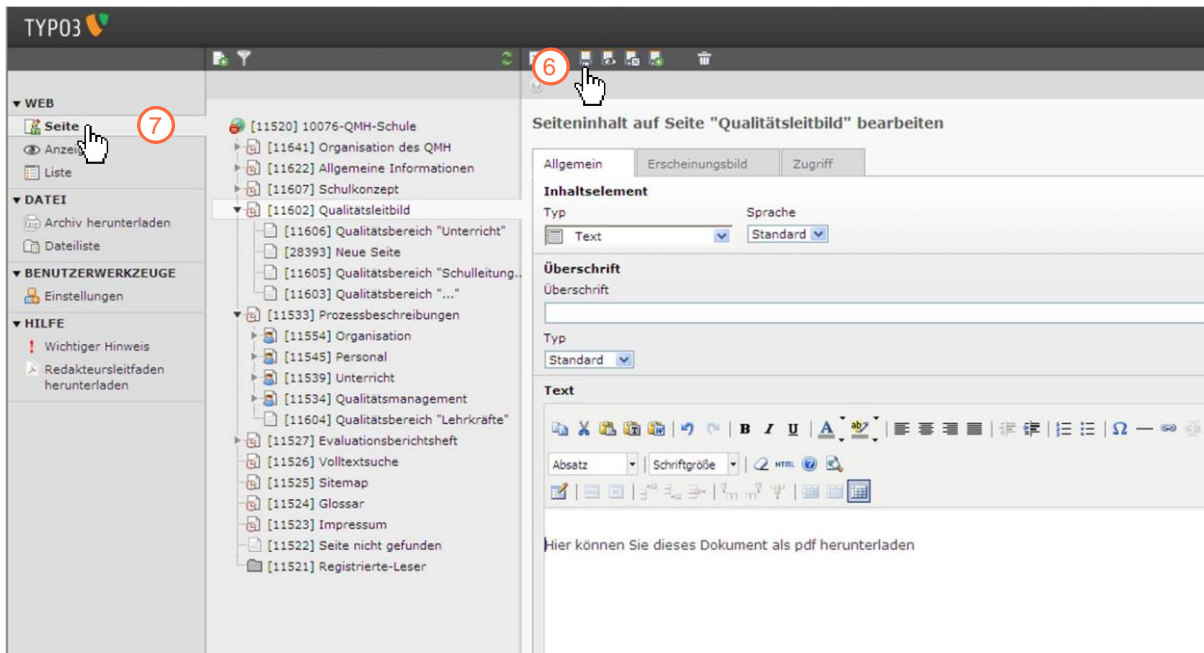 TYPO3
6
WEB
Seite
7
Anzeig
Liste
DATEI
Archiv herunterladen
Dateiliste
BENUTZERWERKZEUGE
Einstellungen
HILFE
Wichtiger Hinweis
Redakteursleitfaden
herunterladen
[11520] 10076-QMH-Schule
[11641] Organisation des QMH
[11622] Allgemeine Informationen
[11607] Schulkonzept
[11602] Qualitätsleitbild
[11606] Qualitätsbereich "Unterricht"
[28393] Neue Seite
[11605] Qualitätsbereich "Schulleitung..
[11603] Qualitätsbereich "..."
[11533] Prozessbeschreibungen
[11554] Organisation
[11545] Personal
[11539] Unterricht
[11534] Qualitätsmanagement
[11604] Qualitätsbereich "Lehrkräfte"
[11527] Evaluationsberichtsheft
[11526] Volltextsuche
[11525] Sitemap
[11524] Glossar
[11523] Impressum
[11522] Seite nicht gefunden
[11521] Registrierte-Leser
Seiteninhalt auf Seite "Qualitätsleitbild" bearbeiten
Allgemein Erscheinungsbild Zugriff
Inhaltselement
Typ Sprache
Text Standard
Überschrift
Überschrift
Typ
Standard
Text
B I U A ab Ω
Absatz Schriftgröße HTML
Hier können Sie dieses Dokument als pdf herunterladen